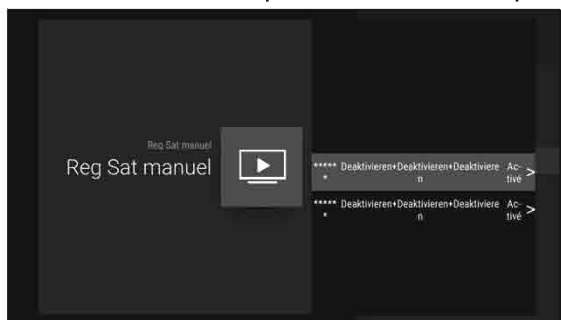 Reg Sat manuel
Reg Sat manuel
***** Deaktivieren+Deaktivieren+Deaktiviere Ac-
* n tivé >
***** Deaktivieren+Deaktivieren+Deaktiviere Ac-
* n tivé >